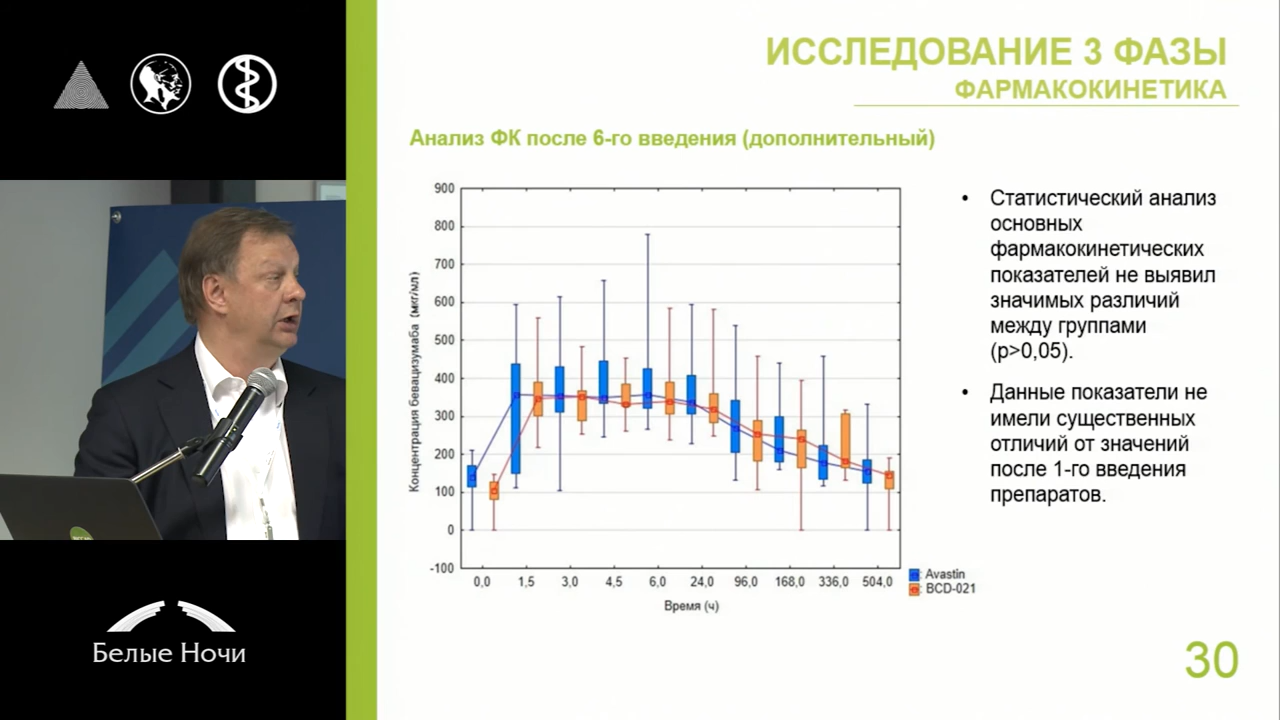 ИССЛЕДОВАНИЕ 3 ФАЗЫ
ФАРМАКОКИНЕТИКА
Анализ ФК после 6-го введения (дополнительный)
Концентрация бевацизумаба (мкг/мл)
900
800
700
600
500
400
300
200
100
0
-100
0,0 1,5 3,0 4,5 6,0 24,0 96,0 168,0 336,0 504,0
Время (ч)
Avastin
BCD-021
• Статистический анализ
основных
фармакокинетических
показателей не выявил
значимых различий
между группами
(p>0,05).
• Данные показатели не
имели существенных
отличий от значений
после 1-го введения
препаратов.
30
Белые Ночи